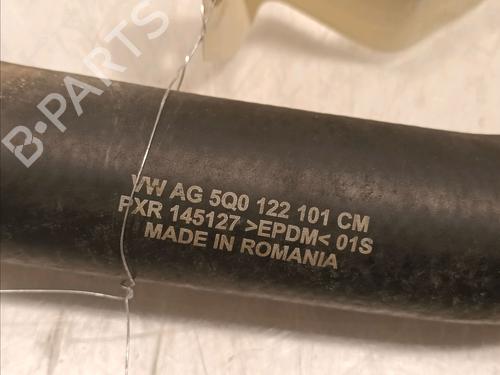 B-PARTS
VW AG 5Q0 122 101 CM
PXR 145127 >EPDM< 01S
MADE IN ROMANIA